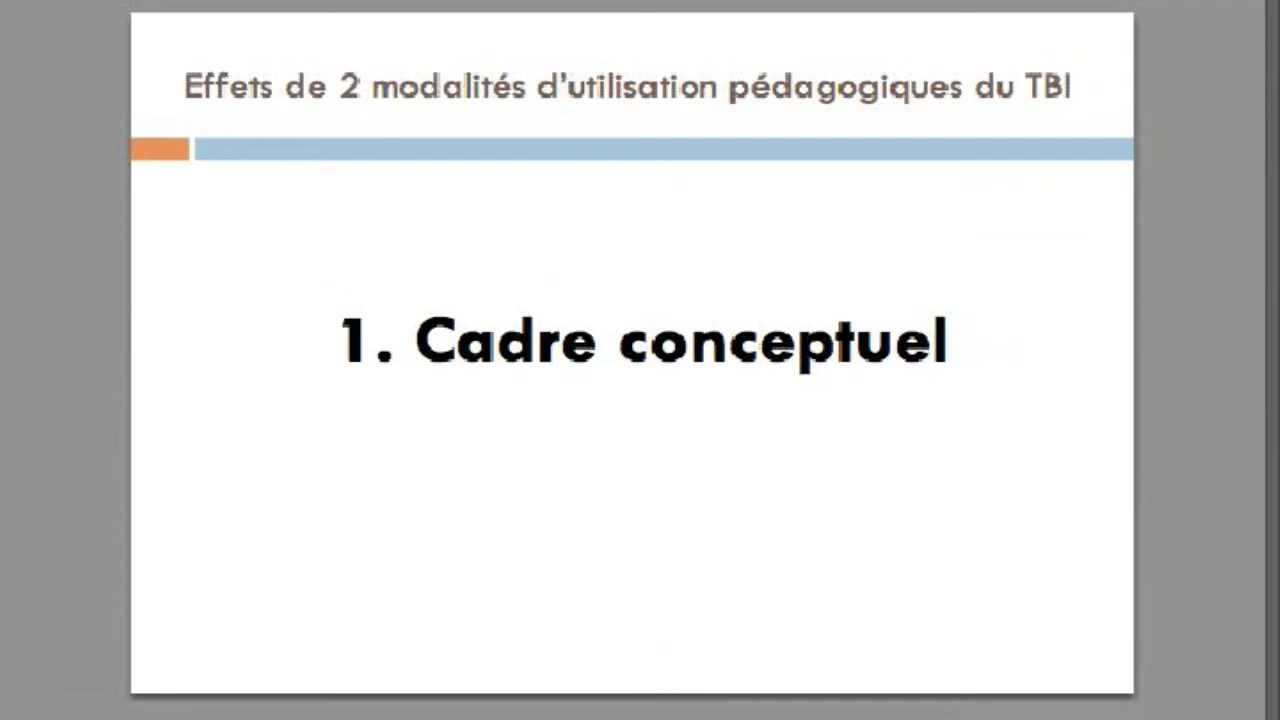 Effets de 2 modalités d'utilisation pédagogiques du TBI
1. Cadre conceptuel